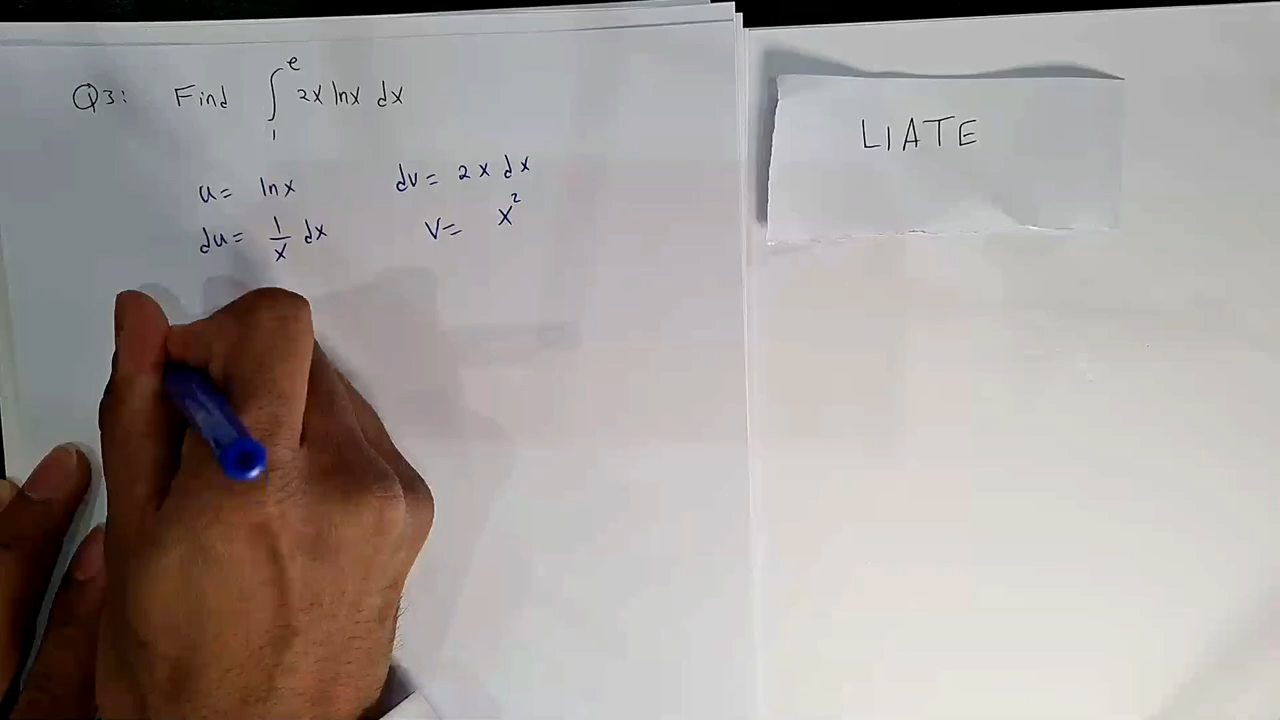 Q3: Find ∫₁ᵉ 2x lnx dx
u = lnx dv = 2x dx
du = 1/x dx v = x²
LIATE